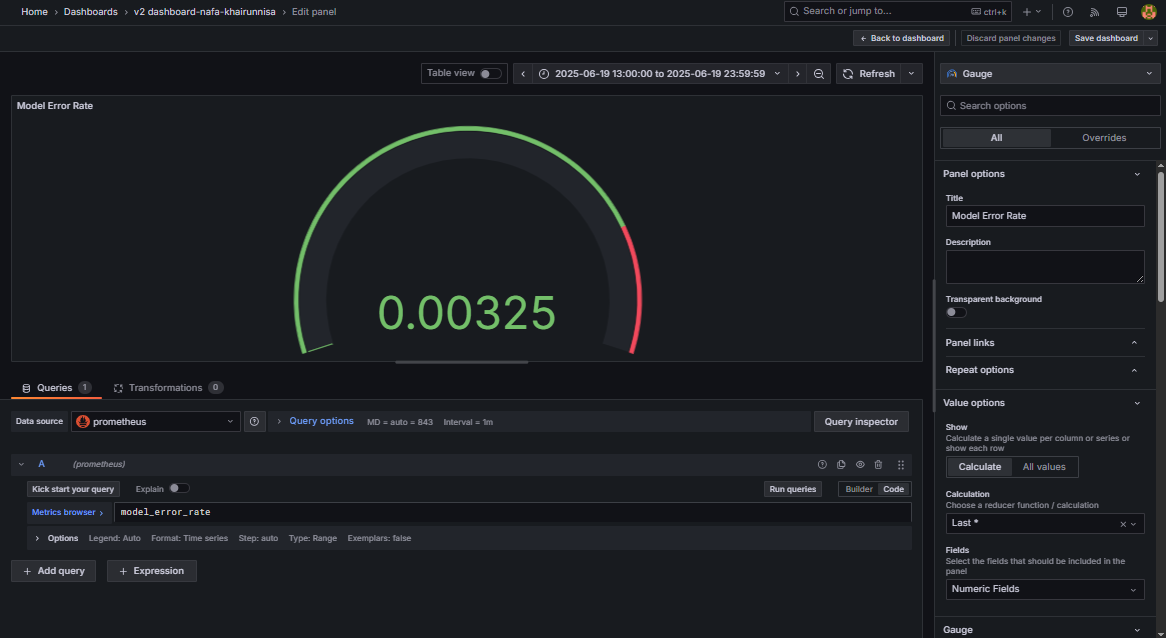 Home › Dashboards › v2 dashboard-nafa-khairunnisa › Edit panel
Search or jump to... ctrl+k
Back to dashboard
Discard panel changes
Save dashboard
Table view
2025-06-19 13:00:00 to 2025-06-19 23:59:59
Refresh
Model Error Rate
0.00325
Queries 1
Transformations 0
Data source
prometheus
Query options MD = auto = 843 Interval = 1m
Query inspector
A (prometheus)
Kick start your query
Explain
Run queries
Builder Code
Metrics browser ›
model_error_rate
Options Legend: Auto Format: Time series Step: auto Type: Range Exemplars: false
+ Add query
+ Expression
Gauge
Search options
All Overrides
Panel options
Title
Model Error Rate
Description
Transparent background
Panel links
Repeat options
Value options
Show
Calculate a single value per column or series or
show each row
Calculate All values
Calculation
Choose a reducer function / calculation
Last *
Fields
Select the fields that should be included in the
panel
Numeric Fields
Gauge